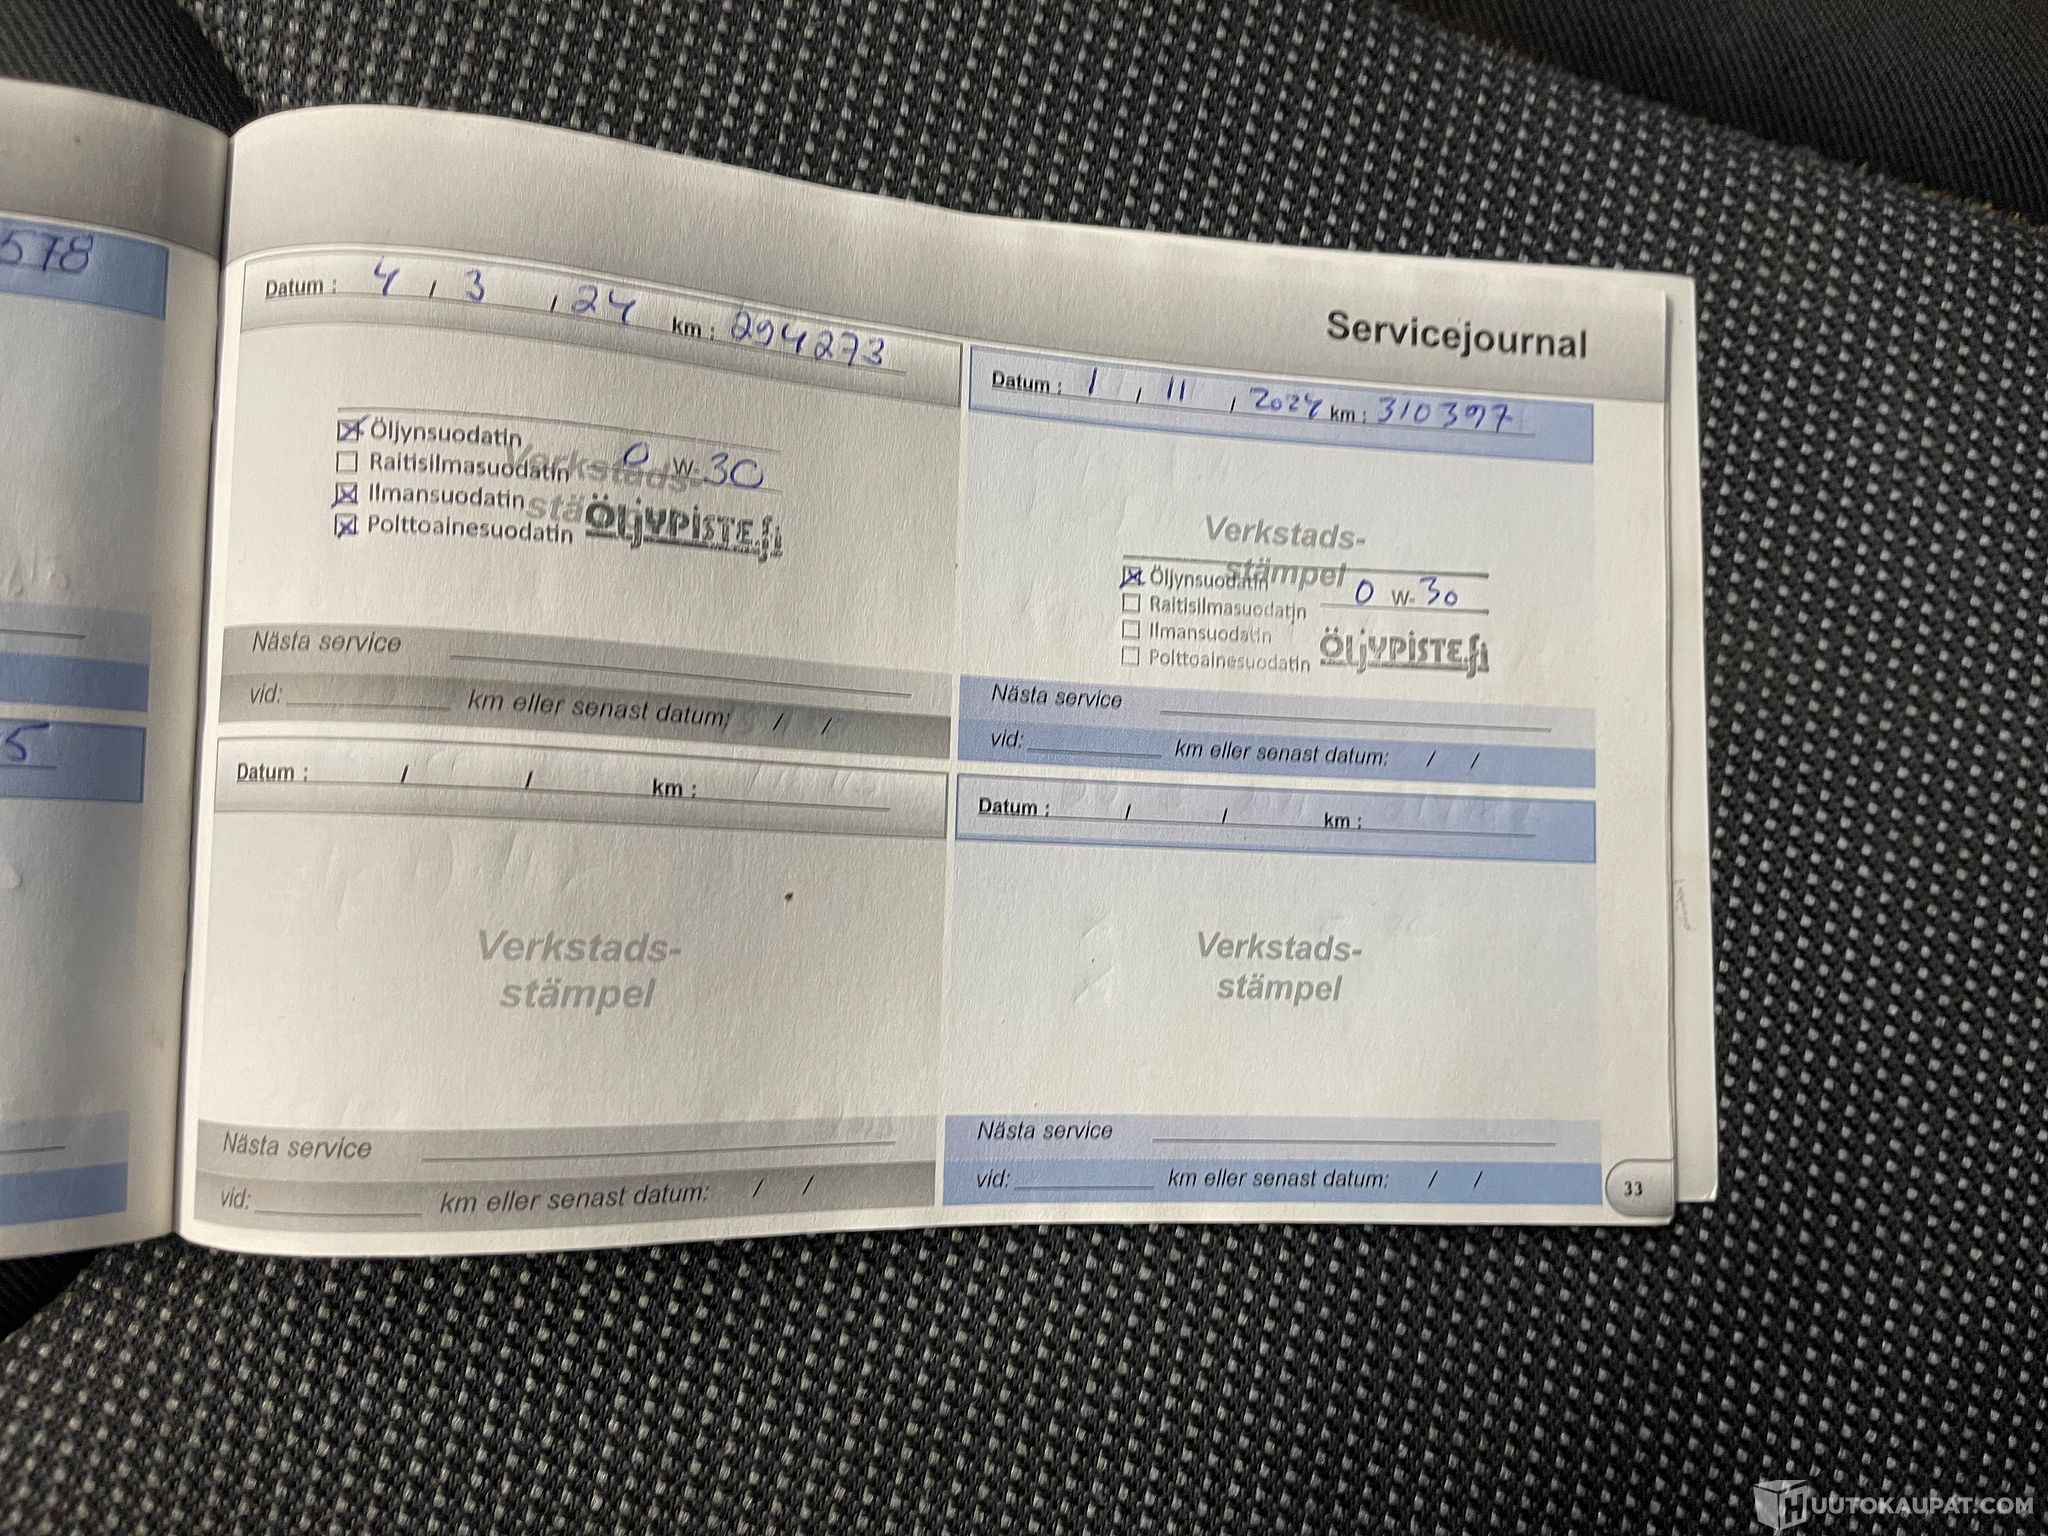 578
5
Servicejournal
Datum : 4 / 3 / 24 km : 294273
Verkstads-
stämpel
Öljynsuodatin
Raitisilmasuodatin 0 W- 30
Ilmansuodatin
Polttoainesuodatin ÖLJYPISTE.fi
Nästa service
vid: km eller senast datum: / /
Datum : 1 / 11 / 2024 km : 310397
Verkstads-
stämpel
Öljynsuodatin 0 W- 30
Raitisilmasuodatin
Ilmansuodatin
Polttoainesuodatin ÖLJYPISTE.fi
Nästa service
vid: km eller senast datum: / /
Datum : / / km :
Verkstads-
stämpel
Nästa service
vid: km eller senast datum: / /
Datum : / / km :
Verkstads-
stämpel
Nästa service
vid: km eller senast datum: / /
33
HUUTOKAUPAT.COM